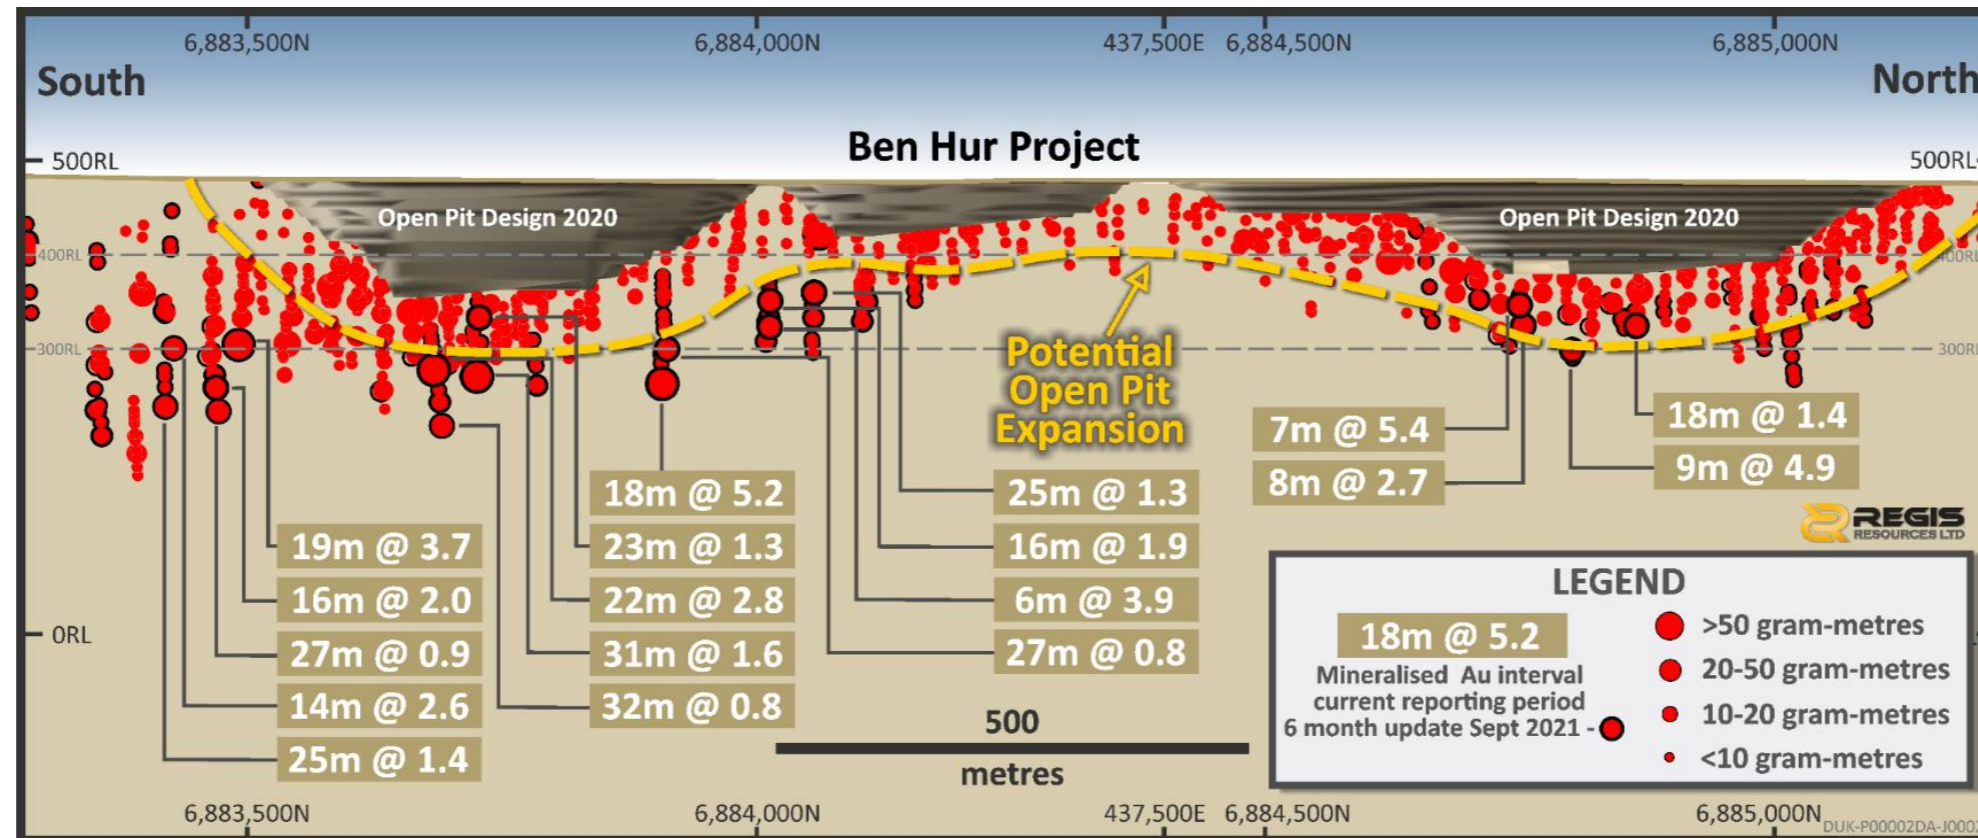 6,883,500N
6,884,000N
437,500E
6,884,500N
6,885,000N
South
North
Ben Hur Project
500RL
500RL
Open Pit Design 2020
Open Pit Design 2020
400RL
400RL
300RL
300RL
Potential
Open Pit
Expansion
18m @ 5.2
23m @ 1.3
22m @ 2.8
31m @ 1.6
32m @ 0.8
19m @ 3.7
16m @ 2.0
27m @ 0.9
14m @ 2.6
25m @ 1.4
25m @ 1.3
16m @ 1.9
6m @ 3.9
27m @ 0.8
7m @ 5.4
8m @ 2.7
18m @ 1.4
9m @ 4.9
REGIS
RESOURCES LTD
0RL
500
metres
LEGEND
18m @ 5.2
Mineralised Au interval
current reporting period
6 month update Sept 2021 -
>50 gram-metres
20-50 gram-metres
10-20 gram-metres
<10 gram-metres
6,883,500N
6,884,000N
437,500E
6,884,500N
6,885,000N